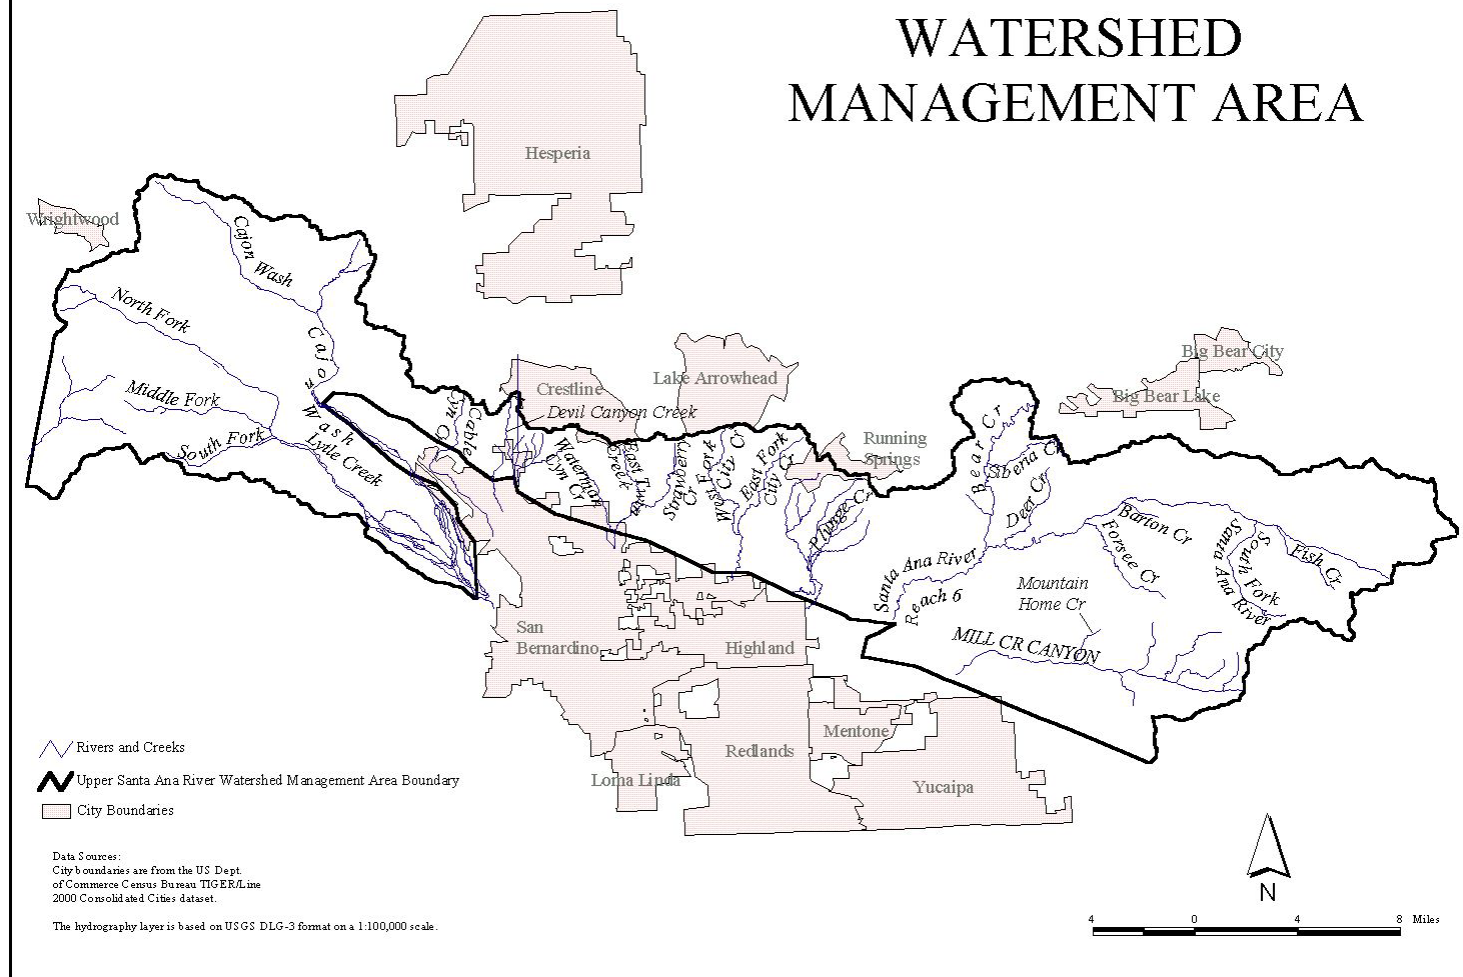 WATERSHED
MANAGEMENT AREA
Hesperia
Wrightwood
Cajon
Wash
North Fork
Cajon
Wash
Middle Fork
South Fork
Lytle Creek
Crestline
Lake Arrowhead
Devil Canyon Creek
Cable
Cyn Cr
Waterman
Cyn Cr
East Twin
Creek
Strawberry
Cr
West Fork
City Cr
East Fork
City Cr
Plunge Cr
Running
Springs
Big Bear City
Big Bear Lake
Bear Cr
Siberia Cr
Deer Cr
Barton Cr
Forsee Cr
South Fork
Santa Ana River
Fish Cr
Santa Ana River
Reach 6
Mountain
Home Cr
MILL CR CANYON
San
Bernardino
Highland
Mentone
Redlands
Loma Linda
Yucaipa
Rivers and Creeks
Upper Santa Ana River Watershed Management Area Boundary
City Boundaries
Data Sources:
City boundaries are from the US Dept.
of Commerce Census Bureau TIGER/Line
2000 Consolidated Cities dataset.
The hydrography layer is based on USGS DLG-3 format on a 1:100,000 scale.
N
4 0 4 8 Miles